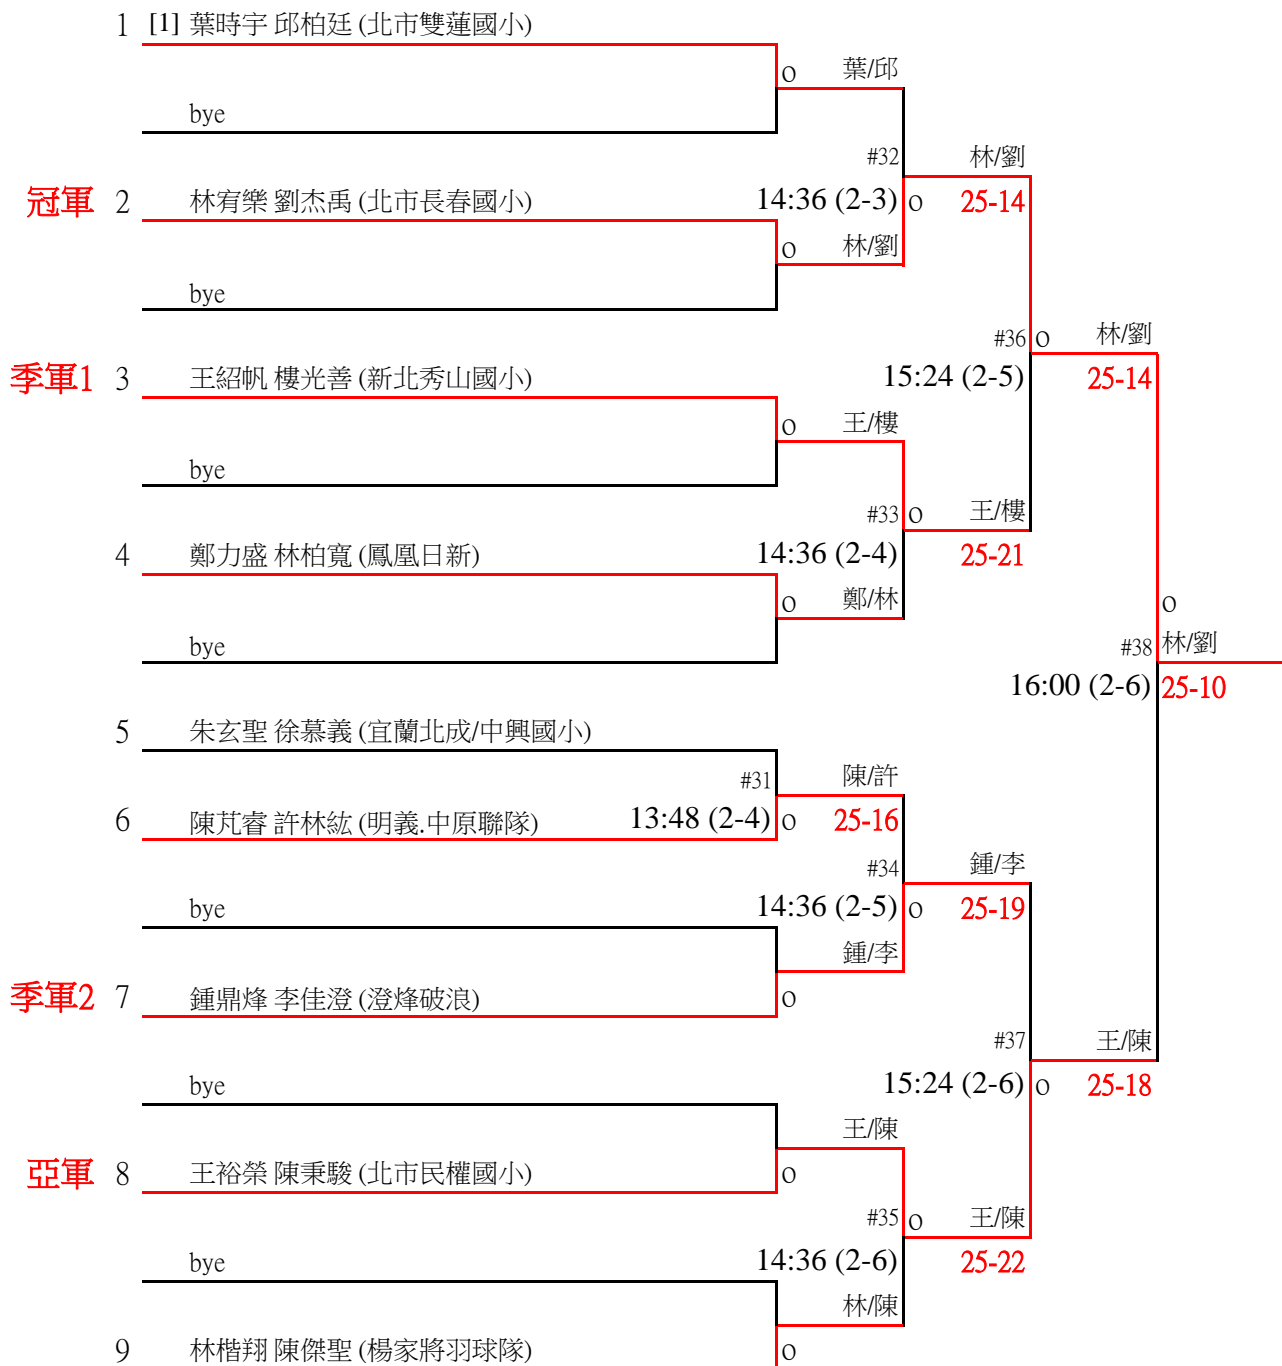 1 [1] 葉時宇 邱柏廷 (北市雙蓮國小)
O 葉/邱
bye
#32 林/劉
冠軍 2 林宥樂 劉杰禹 (北市長春國小) 14:36 (2-3) O 25-14
O 林/劉
bye
#36 O 林/劉
季軍1 3 王紹帆 樓光善 (新北秀山國小) 15:24 (2-5) 25-14
O 王/樓
bye
#33 O 王/樓
4 鄭力盛 林柏寬 (鳳凰日新) 14:36 (2-4) 25-21
O 鄭/林 O
bye #38 林/劉
16:00 (2-6) 25-10
5 朱玄聖 徐慕義 (宜蘭北成/中興國小)
#31 陳/許
6 陳芃睿 許林紘 (明義.中原聯隊) 13:48 (2-4) O 25-16
#34 鍾/李
bye 14:36 (2-5) O 25-19
鍾/李
季軍2 7 鍾鼎烽 李佳澄 (澄烽破浪) O
#37 王/陳
bye 15:24 (2-6) O 25-18
王/陳
亞軍 8 王裕榮 陳秉駿 (北市民權國小) O
#35 O 王/陳
bye 14:36 (2-6) 25-22
林/陳
9 林楷翔 陳傑聖 (楊家將羽球隊) O